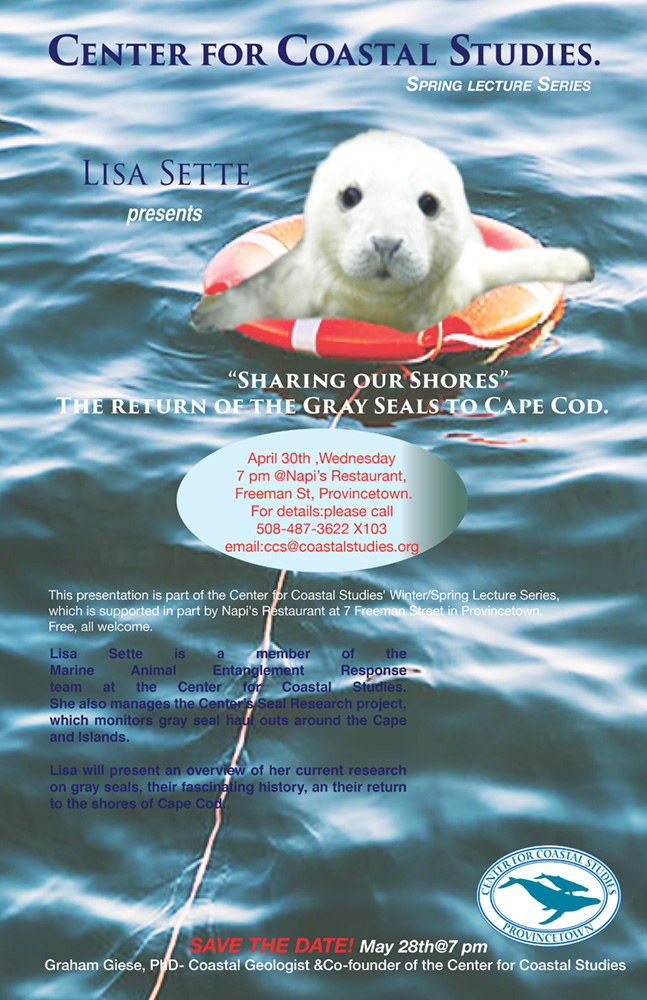 CENTER FOR COASTAL STUDIES.
SPRING LECTURE SERIES
LISA SETTE
presents
“SHARING OUR SHORES”
THE RETURN OF THE GRAY SEALS TO CAPE COD.
April 30th ,Wednesday
7 pm @Napi's Restaurant,
Freeman St, Provincetown.
For details:please call
508-487-3622 X103
email:ccs@coastalstudies.org
This presentation is part of the Center for Coastal Studies' Winter/Spring Lecture Series,
which is supported in part by Napi's Restaurant at 7 Freeman Street in Provincetown.
Free, all welcome.
Lisa Sette is a member of the
Marine Animal Entanglement Response
team at the Center for Coastal Studies.
She also manages the Center's Seal Research project,
which monitors gray seal haul outs around the Cape
and Islands.
Lisa will present an overview of her current research
on gray seals, their fascinating history, an their return
to the shores of Cape Cod.
CENTER FOR COASTAL STUDIES
PROVINCETOWN
SAVE THE DATE! May 28th@7 pm
Graham Giese, PhD- Coastal Geologist &Co-founder of the Center for Coastal Studies